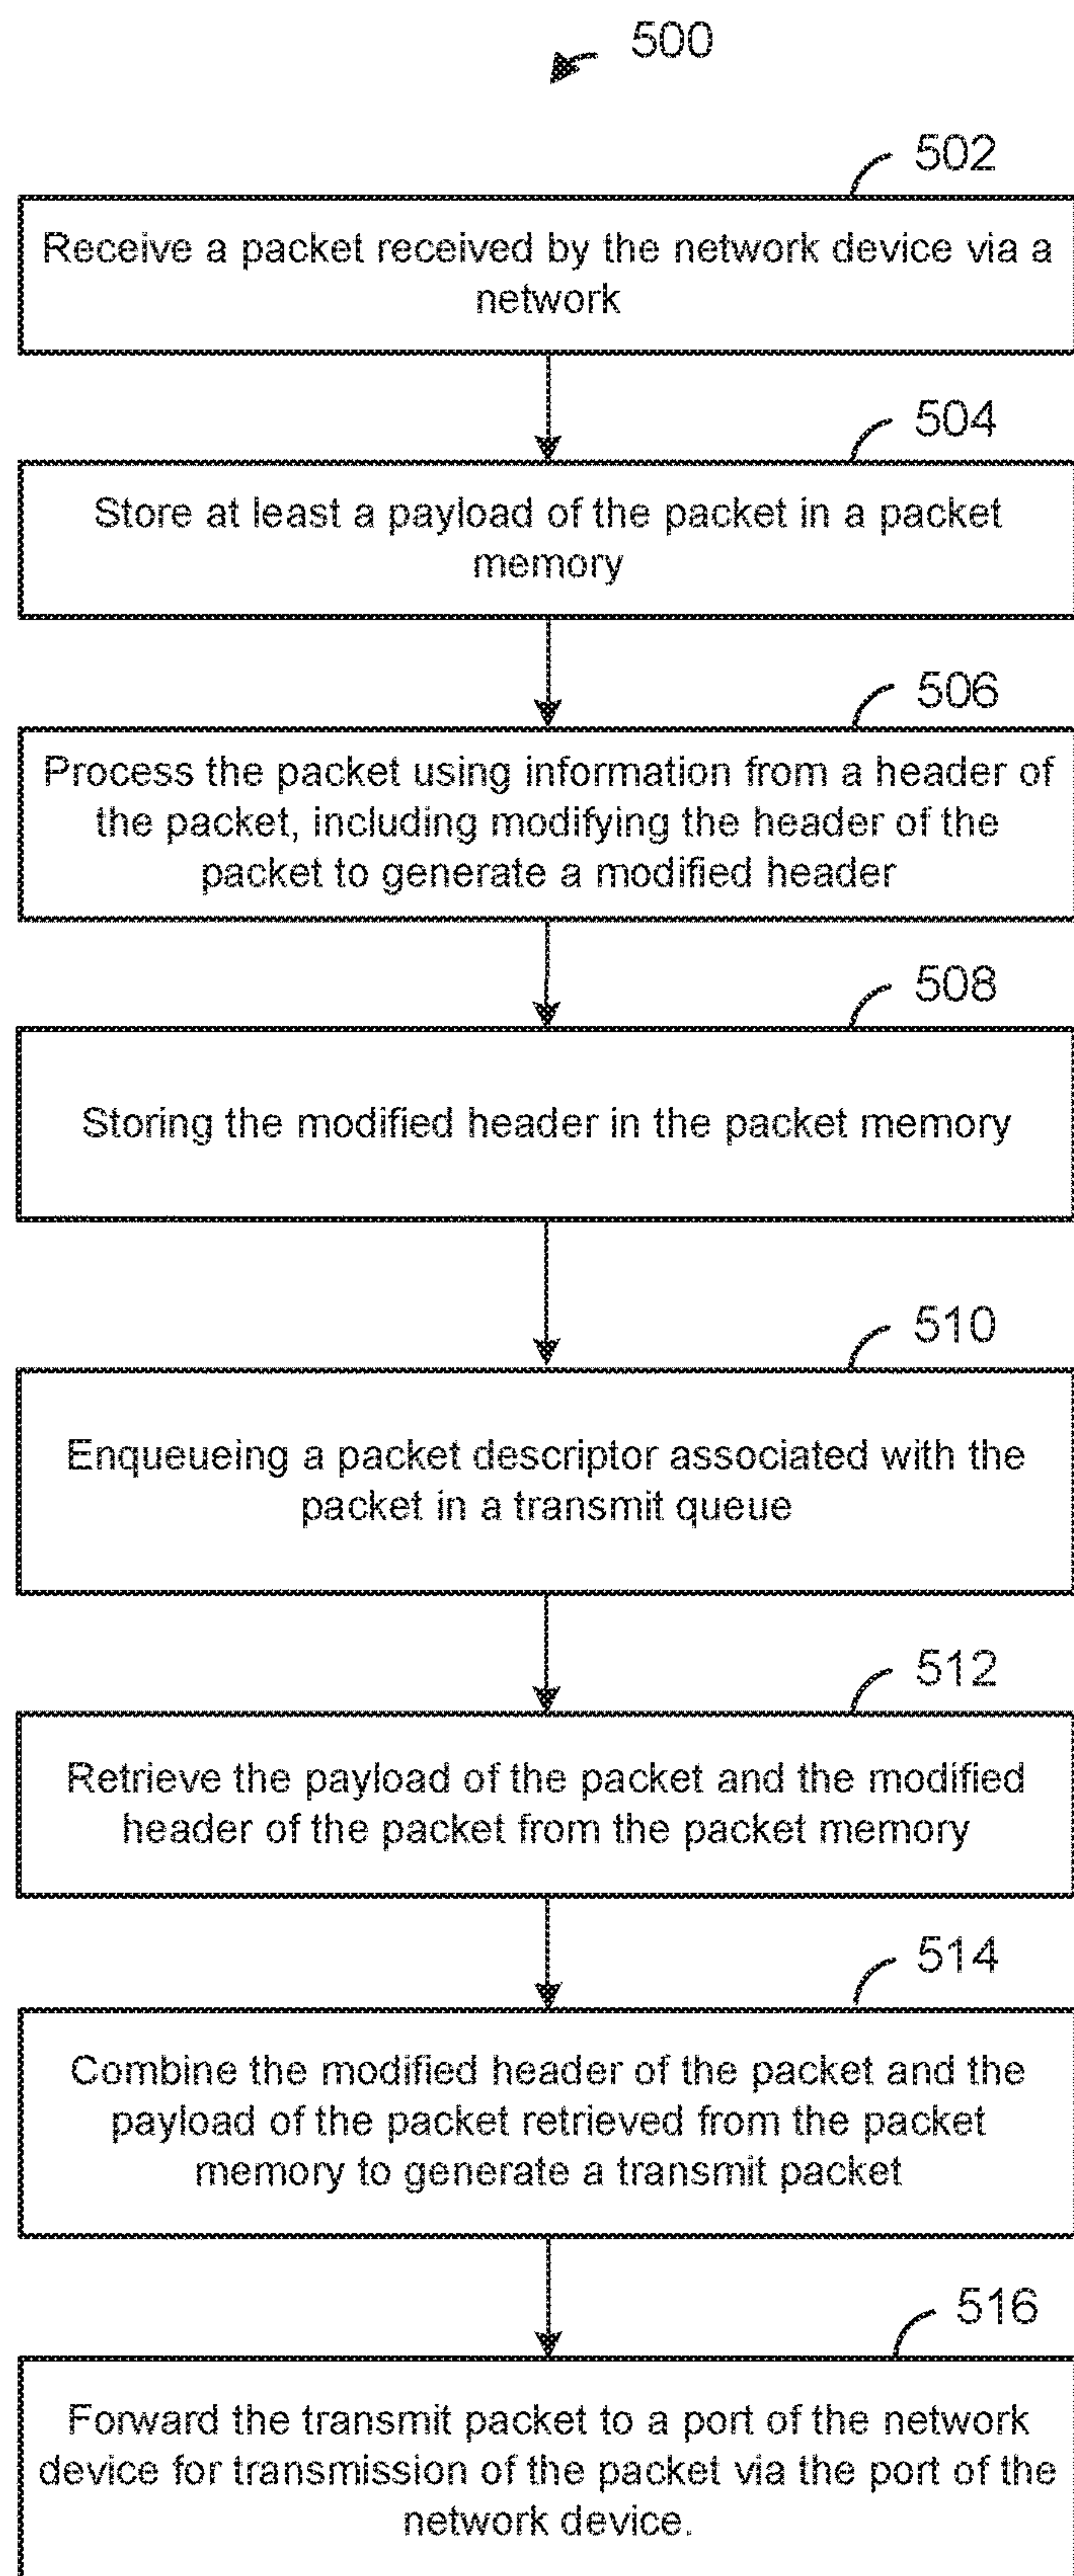 500
502
Receive a packet received by the network device via a
network
504
Store at least a payload of the packet in a packet
memory
506
Process the packet using information from a header of
the packet, including modifying the header of the
packet to generate a modified header
508
Storing the modified header in the packet memory
510
Enqueueing a packet descriptor associated with the
packet in a transmit queue
512
Retrieve the payload of the packet and the modified
header of the packet from the packet memory
514
Combine the modified header of the packet and the
payload of the packet retrieved from the packet
memory to generate a transmit packet
516
Forward the transmit packet to a port of the network
device for transmission of the packet via the port of the
network device.